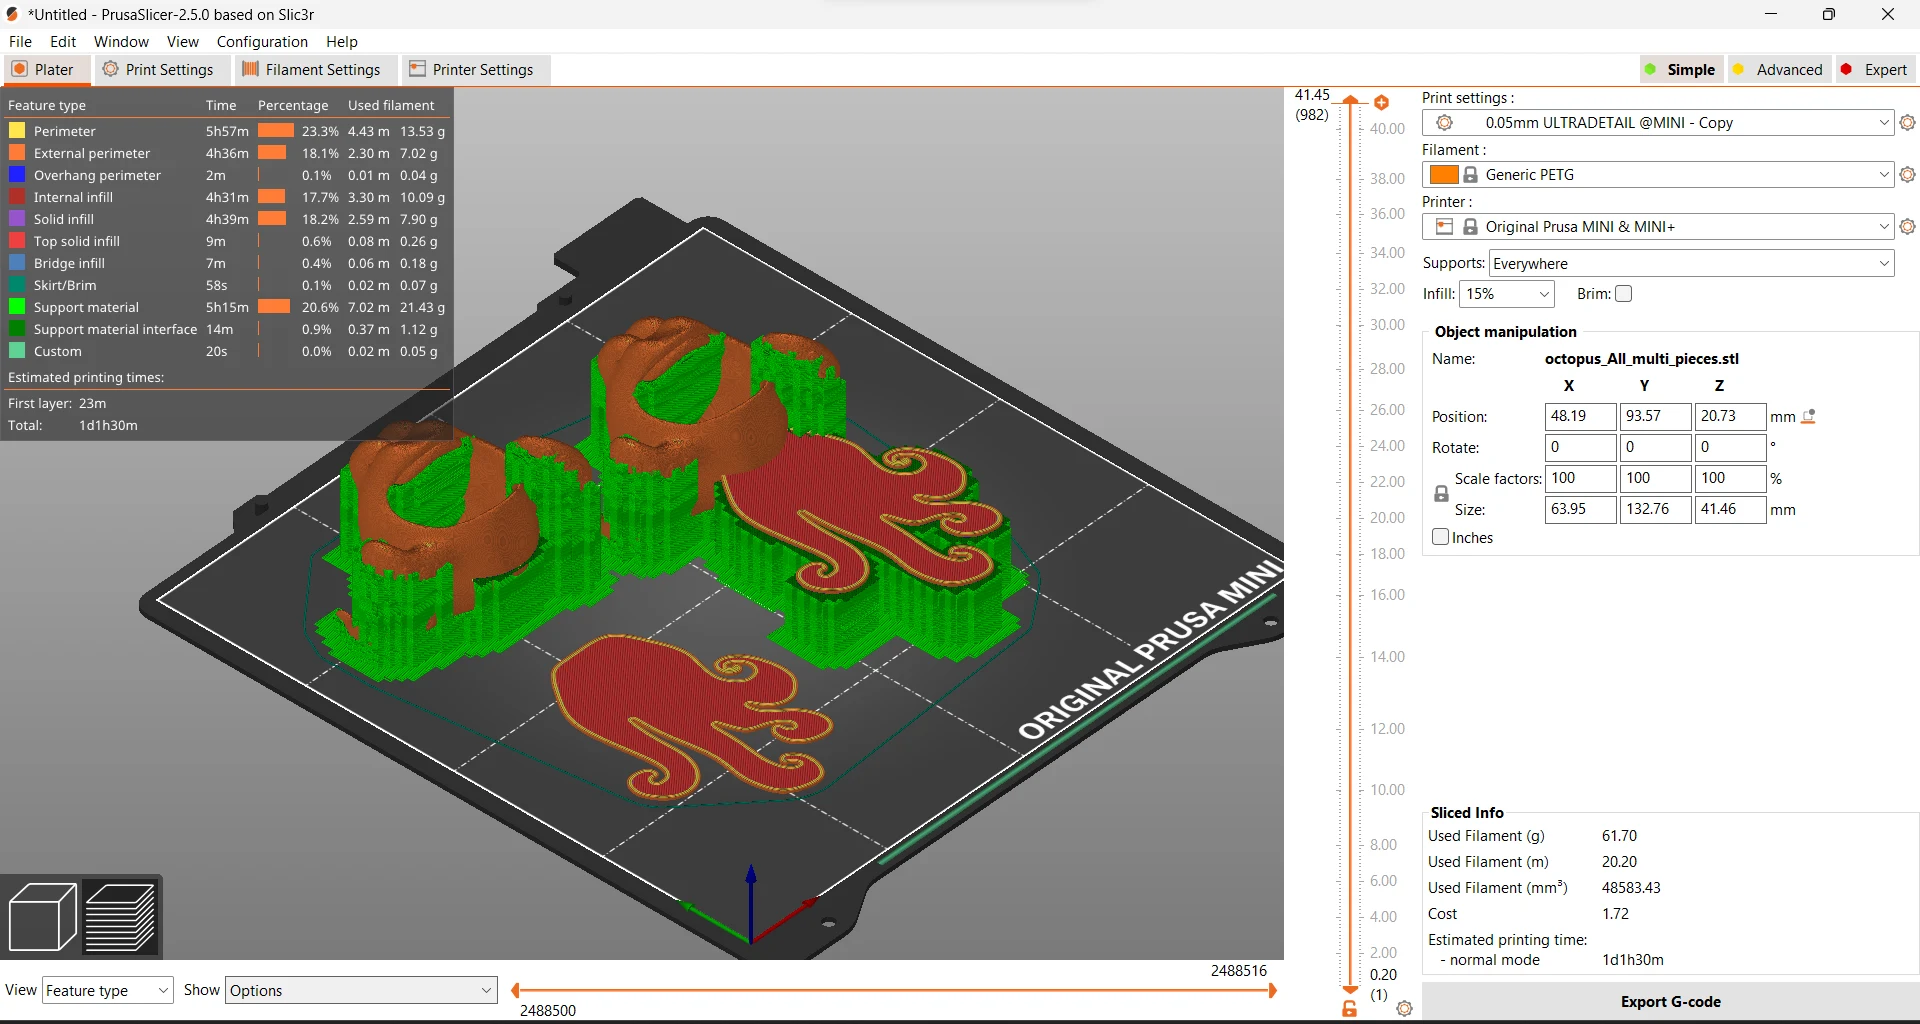 *Untitled - PrusaSlicer-2.5.0 based on Slic3r
File Edit Window View Configuration Help
Plater Print Settings Filament Settings Printer Settings
Simple Advanced Expert
Feature type Time Percentage Used filament
Perimeter 5h57m 23.3% 4.43 m 13.53 g
External perimeter 4h36m 18.1% 2.30 m 7.02 g
Overhang perimeter 2m 0.1% 0.01 m 0.04 g
Internal infill 4h31m 17.7% 3.30 m 10.09 g
Solid infill 4h39m 18.2% 2.59 m 7.90 g
Top solid infill 9m 0.6% 0.08 m 0.26 g
Bridge infill 7m 0.4% 0.06 m 0.18 g
Skirt/Brim 58s 0.1% 0.02 m 0.07 g
Support material 5h15m 20.6% 7.02 m 21.43 g
Support material interface 14m 0.9% 0.37 m 1.12 g
Custom 20s 0.0% 0.02 m 0.05 g
Estimated printing times:
First layer: 23m
Total: 1d1h30m
ORIGINAL PRUSA MINI
41.45
(982)
40.00
38.00
36.00
34.00
32.00
30.00
28.00
26.00
24.00
22.00
20.00
18.00
16.00
14.00
12.00
10.00
8.00
6.00
4.00
2.00
0.20
(1)
View Feature type Show Options
2488516
2488500
Print settings :
0.05mm ULTRADETAIL @MINI - Copy
Filament :
Generic PETG
Printer :
Original Prusa MINI & MINI+
Supports: Everywhere
Infill: 15% Brim:
Object manipulation
Name: octopus_All_multi_pieces.stl
X Y Z
Position: 48.19 93.57 20.73 mm
Rotate: 0 0 0 °
Scale factors: 100 100 100 %
Size: 63.95 132.76 41.46 mm
Inches
Sliced Info
Used Filament (g) 61.70
Used Filament (m) 20.20
Used Filament (mm³) 48583.43
Cost 1.72
Estimated printing time:
- normal mode 1d1h30m
Export G-code